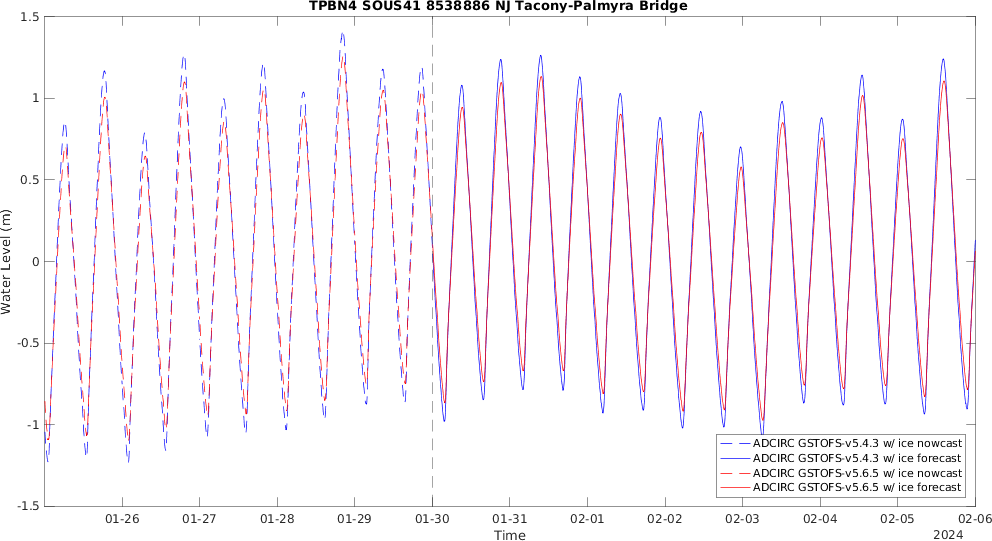 TPBN4 SOUS41 8538886 NJ Tacony-Palmyra Bridge
1.5
1
0.5
0
-0.5
-1
-1.5
Water Level (m)
01-26 01-27 01-28 01-29 01-30 01-31 02-01 02-02 02-03 02-04 02-05 02-06
Time
2024
ADCIRC GSTOFS-v5.4.3 w/ ice nowcast
ADCIRC GSTOFS-v5.4.3 w/ ice forecast
ADCIRC GSTOFS-v5.6.5 w/ ice nowcast
ADCIRC GSTOFS-v5.6.5 w/ ice forecast